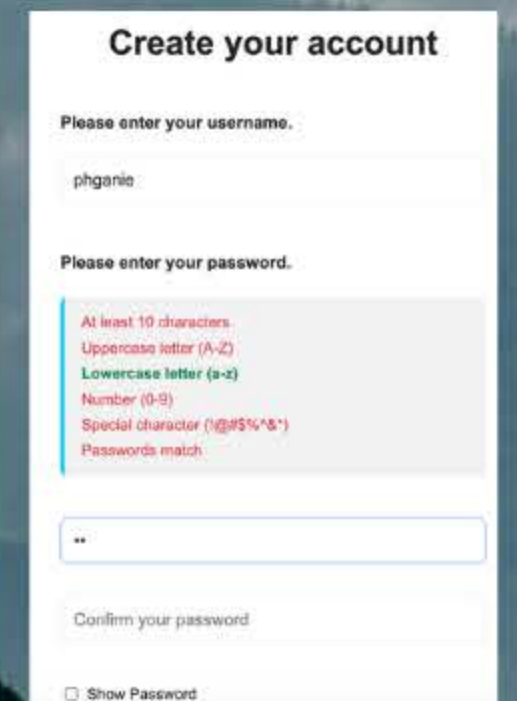 Create your account
Please enter your username.
phganie
Please enter your password.
At least 10 characters
Uppercase letter (A-Z)
Lowercase letter (a-z)
Number (0-9)
Special character (!@#$%^&*)
Passwords match
••
Confirm your password
Show Password